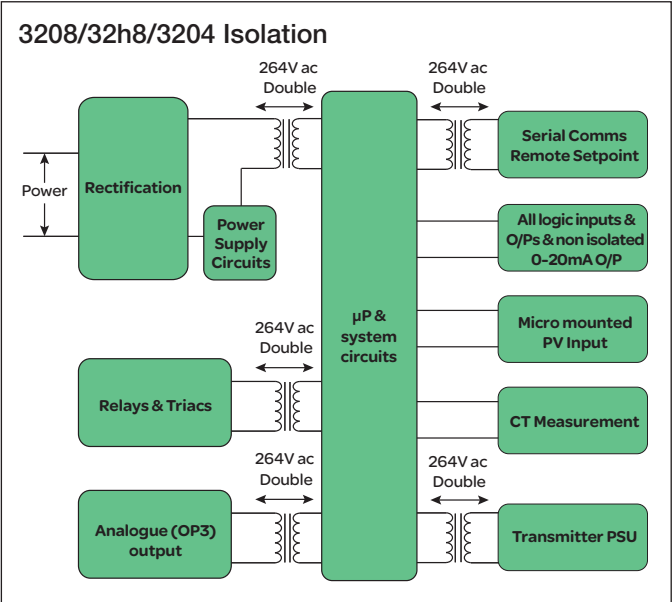 3208/32h8/3204 Isolation
264V ac
Double
264V ac
Double
Power
Rectification
Power
Supply
Circuits
Serial Comms
Remote Setpoint
All logic inputs &
O/Ps & non isolated
0-20mA O/P
µP &
system
circuits
Micro mounted
PV Input
264V ac
Double
Relays & Triacs
CT Measurement
264V ac
Double
264V ac
Double
Analogue (OP3)
output
Transmitter PSU